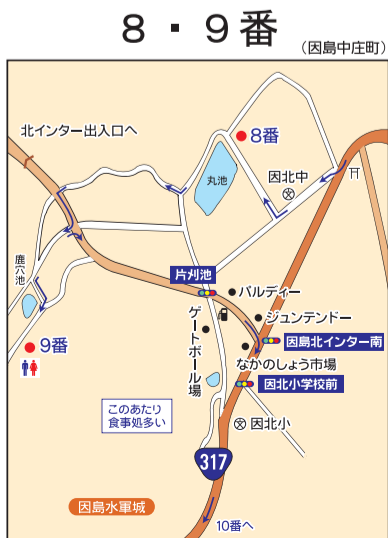 8・9番
(因島中庄町)
北インター出入口へ
8番
丸池
因北中
文
鹿穴池
片刈池
パルディー
ジュンテンドー
ゲートボール場
因島北インター南
9番
なかのしょう市場
因北小学校前
このあたり
食事処多い
文
因北小
317
因島水軍城
10番へ